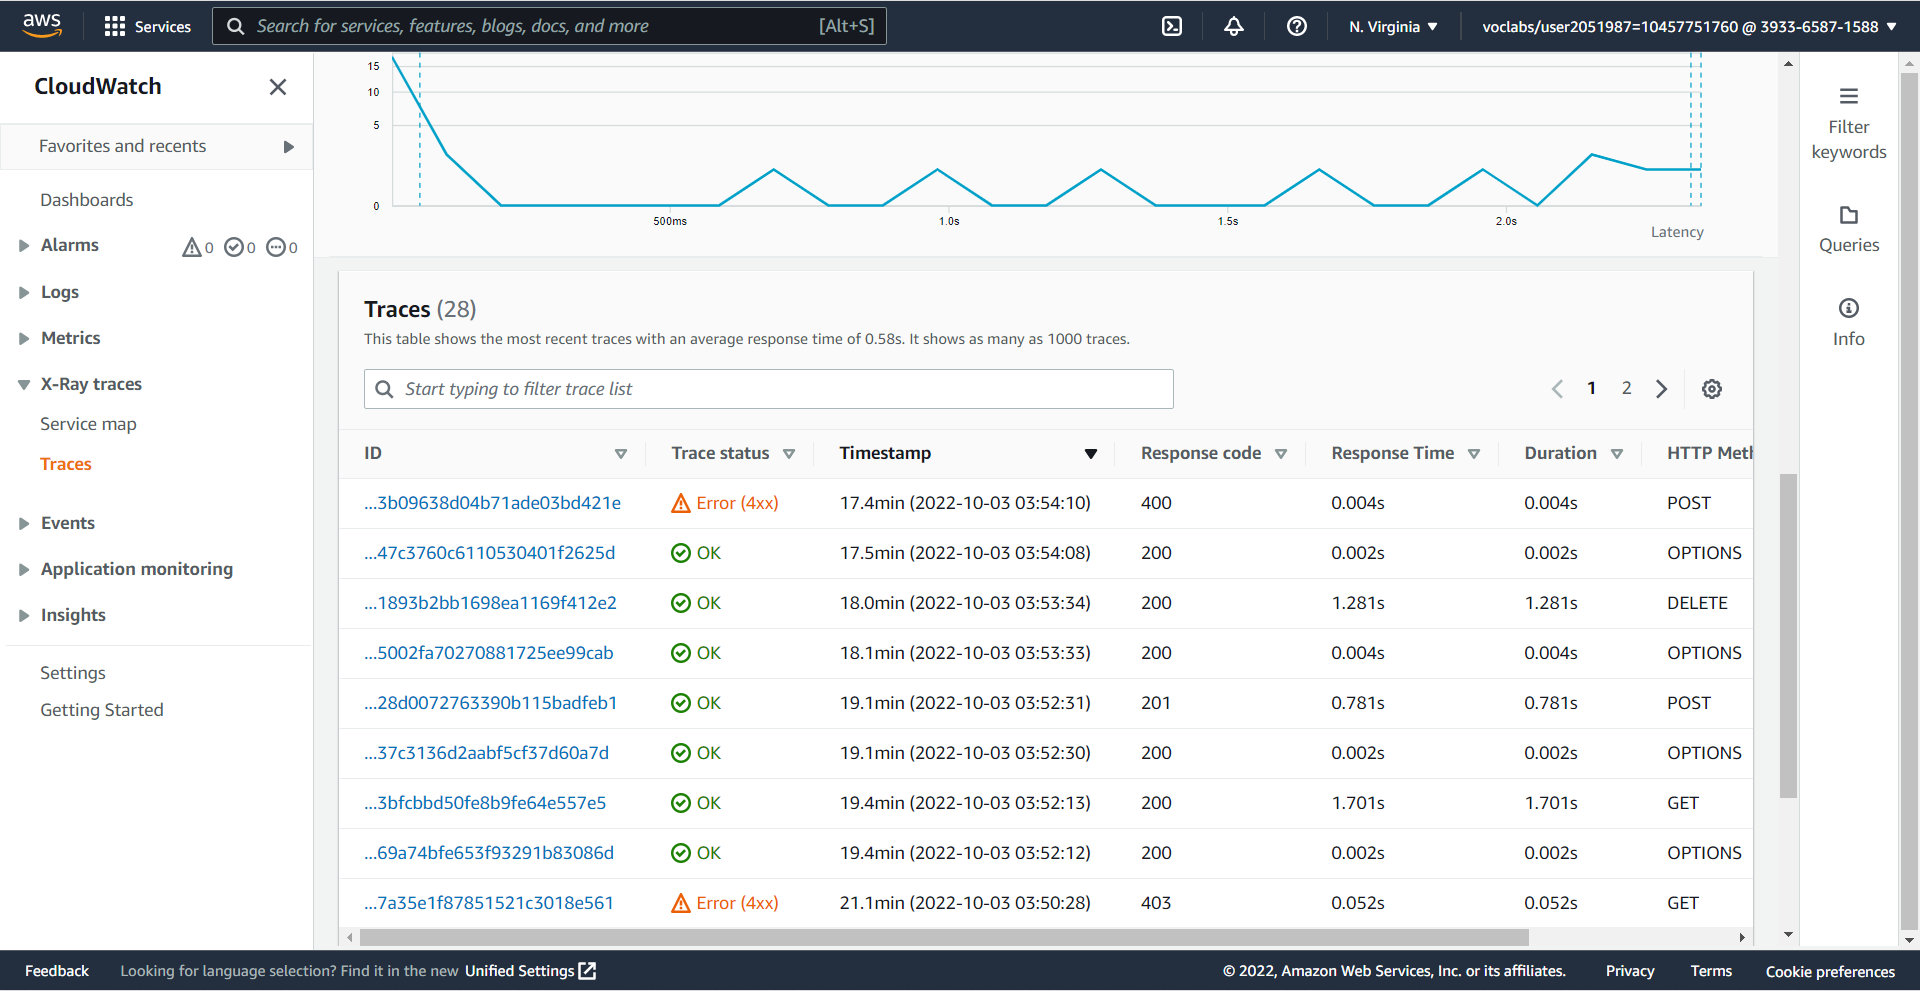 aws Services Search for services, features, blogs, docs, and more [Alt+S] N. Virginia voclabs/user2051987=10457751760 @ 3933-6587-1588
CloudWatch
Favorites and recents
Dashboards
Alarms 0 0 0
Logs
Metrics
X-Ray traces
Service map
Traces
Events
Application monitoring
Insights
Settings
Getting Started
15
10
5
0
500ms 1.0s 1.5s 2.0s
Latency
Traces (28)
This table shows the most recent traces with an average response time of 0.58s. It shows as many as 1000 traces.
Start typing to filter trace list
1 2
ID Trace status Timestamp Response code Response Time Duration HTTP Meth
...3b09638d04b71ade03bd421e Error (4xx) 17.4min (2022-10-03 03:54:10) 400 0.004s 0.004s POST
...47c3760c6110530401f2625d OK 17.5min (2022-10-03 03:54:08) 200 0.002s 0.002s OPTIONS
...1893b2bb1698ea1169f412e2 OK 18.0min (2022-10-03 03:53:34) 200 1.281s 1.281s DELETE
...5002fa70270881725ee99cab OK 18.1min (2022-10-03 03:53:33) 200 0.004s 0.004s OPTIONS
...28d0072763390b115badfeb1 OK 19.1min (2022-10-03 03:52:31) 201 0.781s 0.781s POST
...37c3136d2aabf5cf37d60a7d OK 19.1min (2022-10-03 03:52:30) 200 0.002s 0.002s OPTIONS
...3bfcbbd50fe8b9fe64e557e5 OK 19.4min (2022-10-03 03:52:13) 200 1.701s 1.701s GET
...69a74bfe653f93291b83086d OK 19.4min (2022-10-03 03:52:12) 200 0.002s 0.002s OPTIONS
...7a35e1f87851521c3018e561 Error (4xx) 21.1min (2022-10-03 03:50:28) 403 0.052s 0.052s GET
Filter
keywords
Queries
Info
Feedback Looking for language selection? Find it in the new Unified Settings © 2022, Amazon Web Services, Inc. or its affiliates. Privacy Terms Cookie preferences